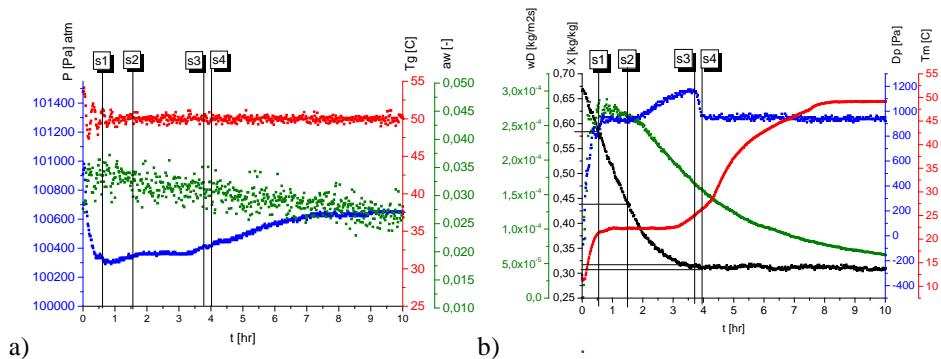 P [Pa] atm
Tg [C]
aw [-]
s1 s2 s3 s4
101400
101200
101000
100800
100600
100400
100200
100000
55
50
45
40
35
30
25
0,050
0,045
0,040
0,035
0,030
0,025
0,020
0,015
0,010
0 1 2 3 4 5 6 7 8 9 10
t [hr]
a)
wD [kg/m2s]
X [kg/kg]
Dp [Pa]
Tm [C]
s1 s2 s3 s4
3,0x10-4
2,5x10-4
2,0x10-4
1,5x10-4
1,0x10-4
5,0x10-5
0,0
0,70
0,65
0,60
0,55
0,50
0,45
0,40
0,35
0,30
0,25
1200
1000
800
600
400
200
0
-200
-400
55
50
45
40
35
30
25
20
15
10
0 1 2 3 4 5 6 7 8 9 10
t [hr]
b)